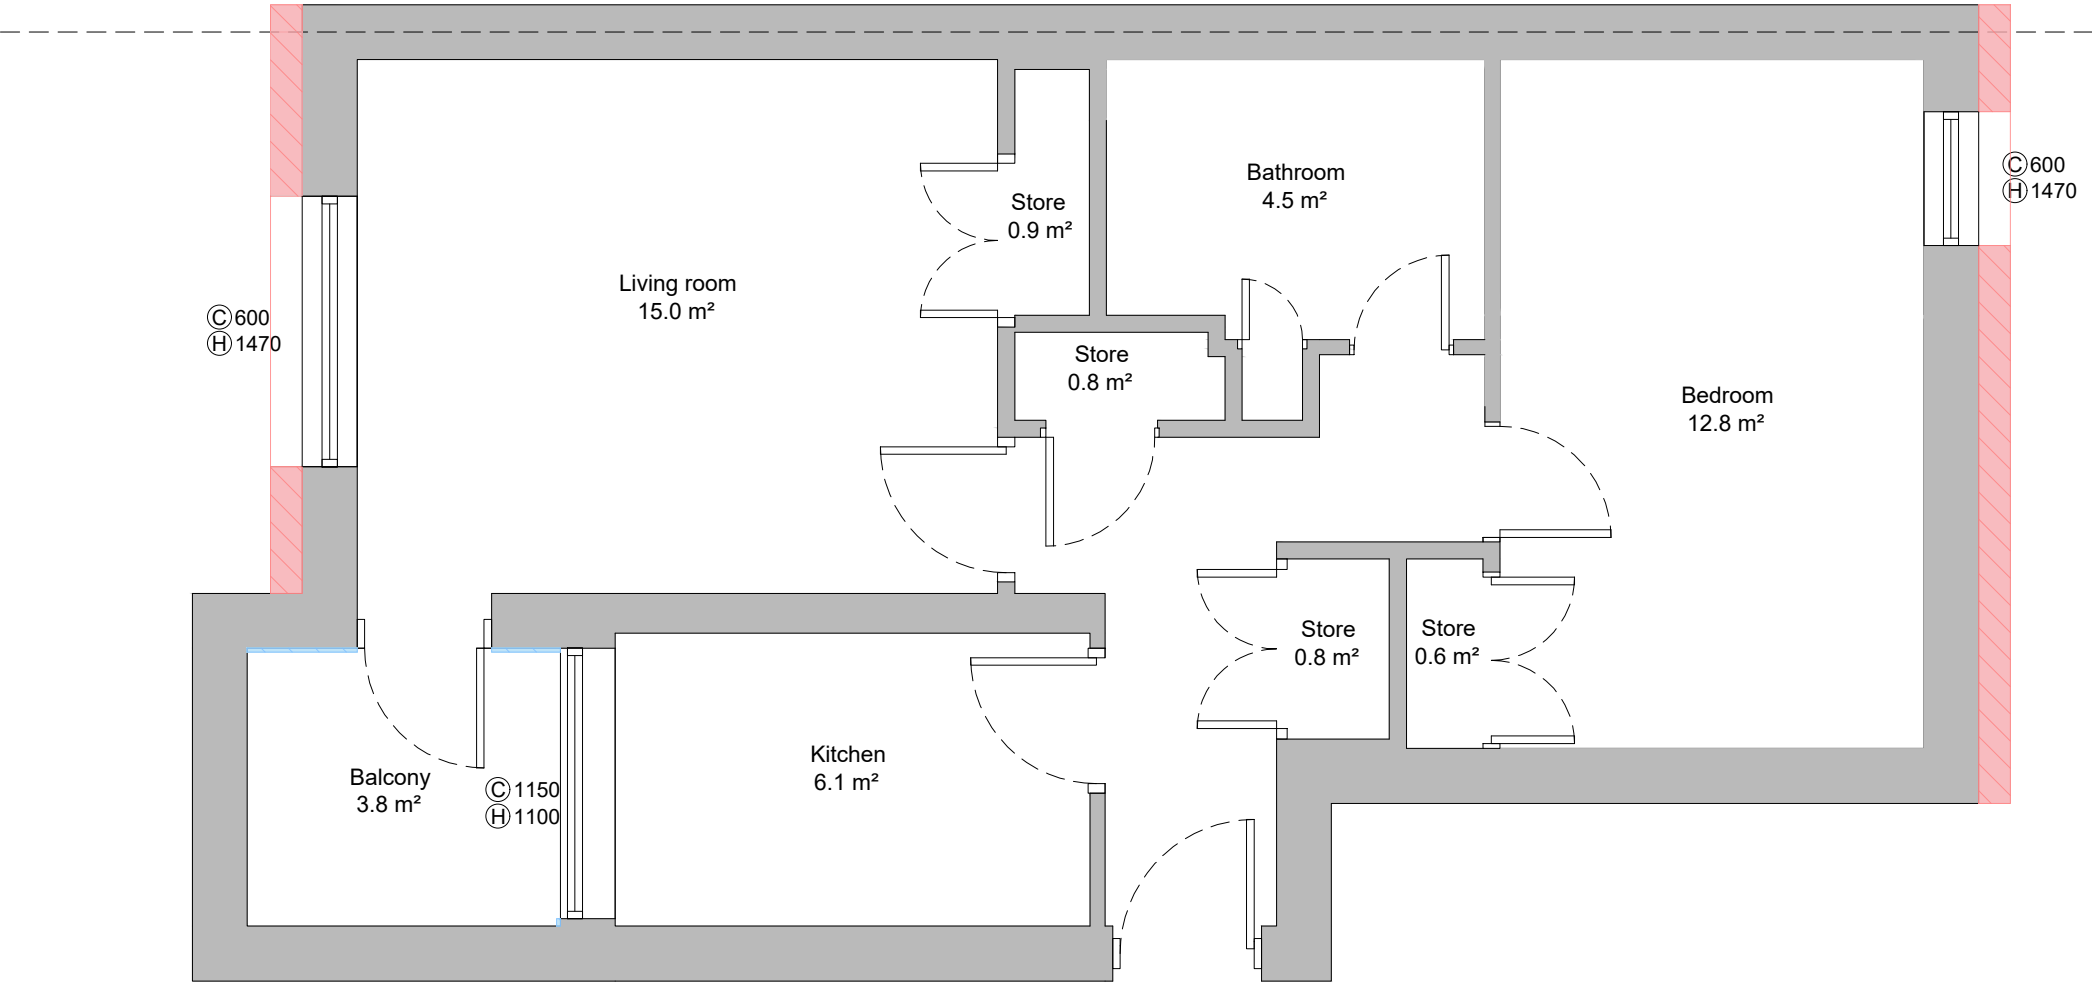 Living room
15.0 m²
Store
0.9 m²
Bathroom
4.5 m²
Ⓒ600
Ⓗ1470
Ⓒ600
Ⓗ1470
Store
0.8 m²
Bedroom
12.8 m²
Store
0.8 m²
Store
0.6 m²
Kitchen
6.1 m²
Balcony
3.8 m²
Ⓒ1150
Ⓗ1100